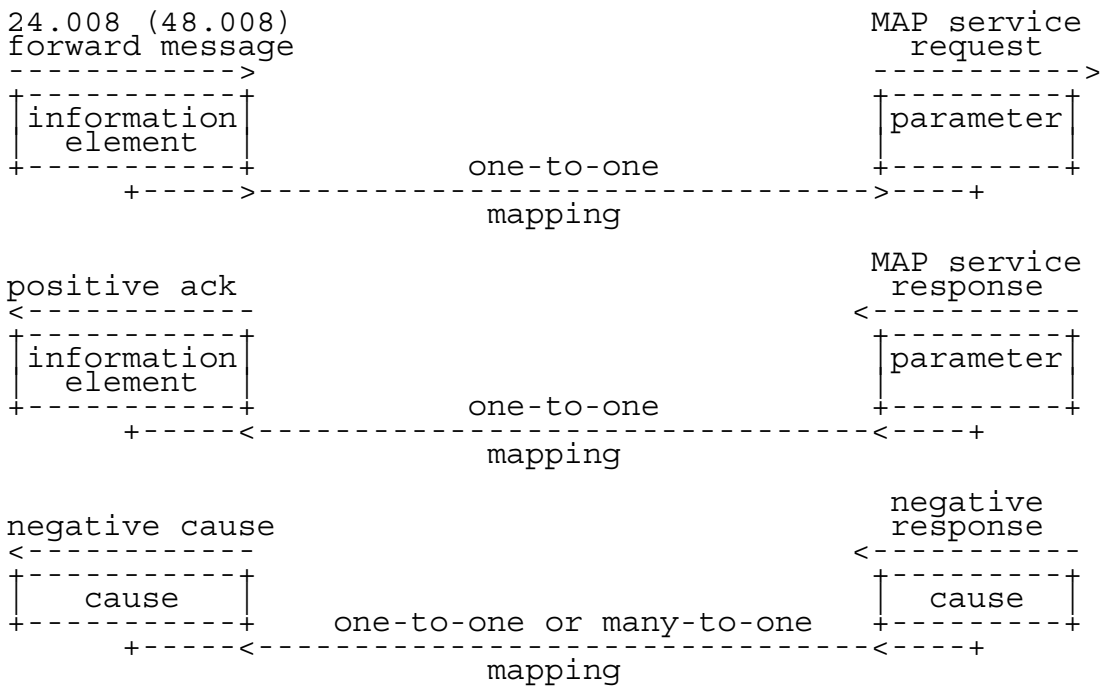 24.008 (48.008) MAP service
forward message request
------------> ----------->
+-----------+ +---------+
|information| |parameter|
| element | | |
+-----------+ one-to-one +---------+
+----->-------------------------------->----+
mapping
MAP service
positive ack response
<------------ <-----------
+-----------+ +---------+
|information| |parameter|
| element | | |
+-----------+ one-to-one +---------+
+-----<--------------------------------<----+
mapping
negative
negative cause response
<------------ <-----------
+-----------+ +---------+
| cause | | cause |
+-----------+ one-to-one or many-to-one +---------+
+-----<--------------------------------<----+
mapping